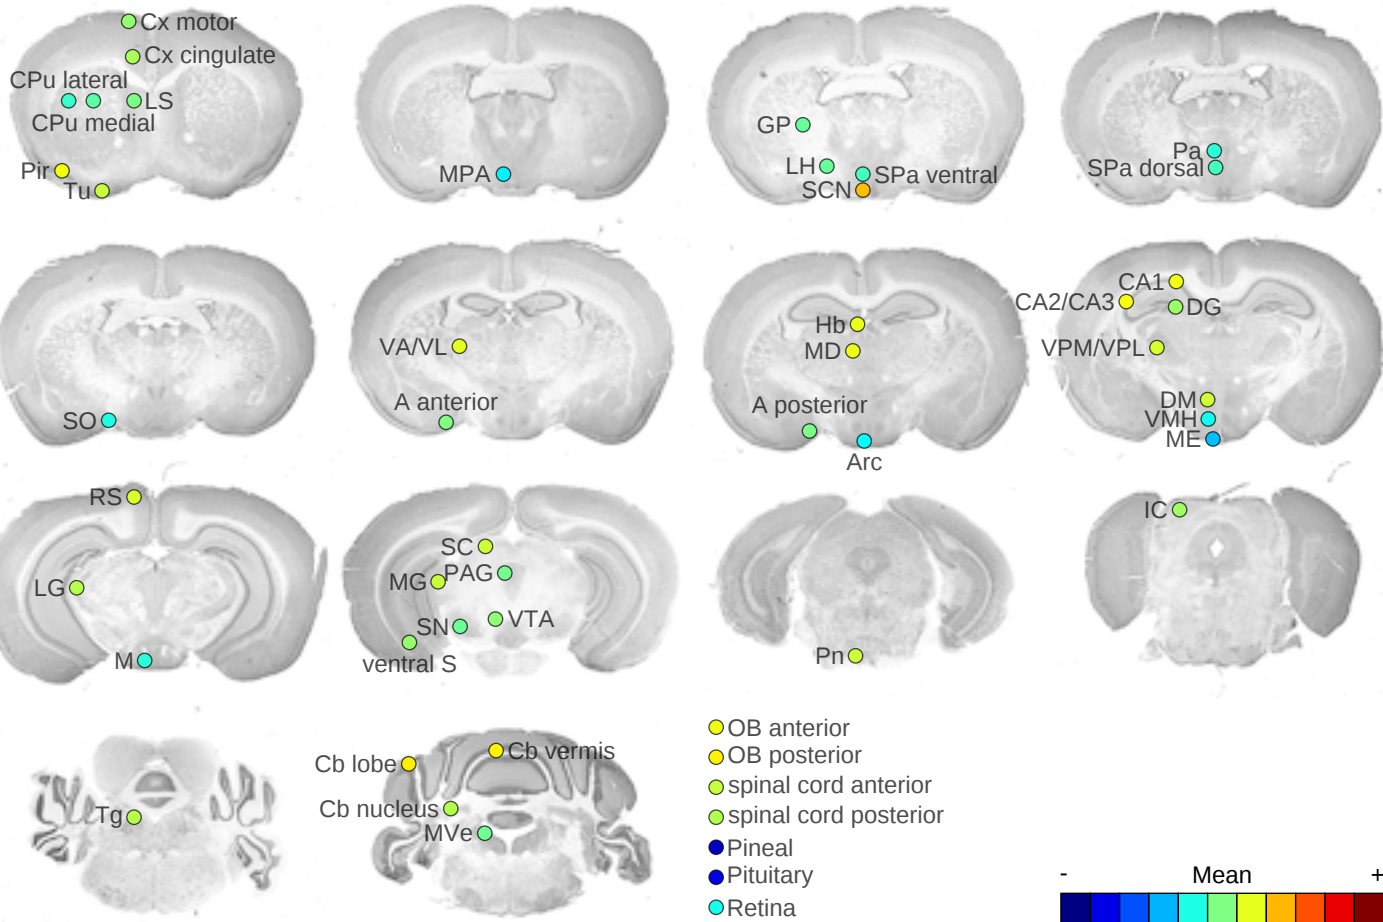 Cx motor
Cx cingulate
CPu lateral
LS
CPu medial
Pir
Tu
MPA
GP
LH
SPa ventral
SCN
Pa
SPa dorsal
SO
VA/VL
A anterior
Hb
MD
A posterior
Arc
CA1
CA2/CA3
DG
VPM/VPL
DM
VMH
ME
RS
LG
M
SC
MG
PAG
SN
VTA
ventral S
Pn
IC
Tg
Cb lobe
Cb vermis
Cb nucleus
MVe
OB anterior
OB posterior
spinal cord anterior
spinal cord posterior
Pineal
Pituitary
Retina
- Mean +